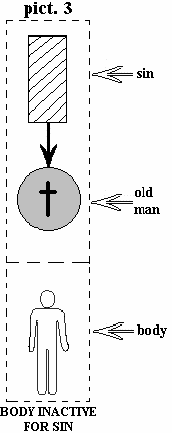 pict. 3
sin
old
man
body
BODY INACTIVE
FOR SIN